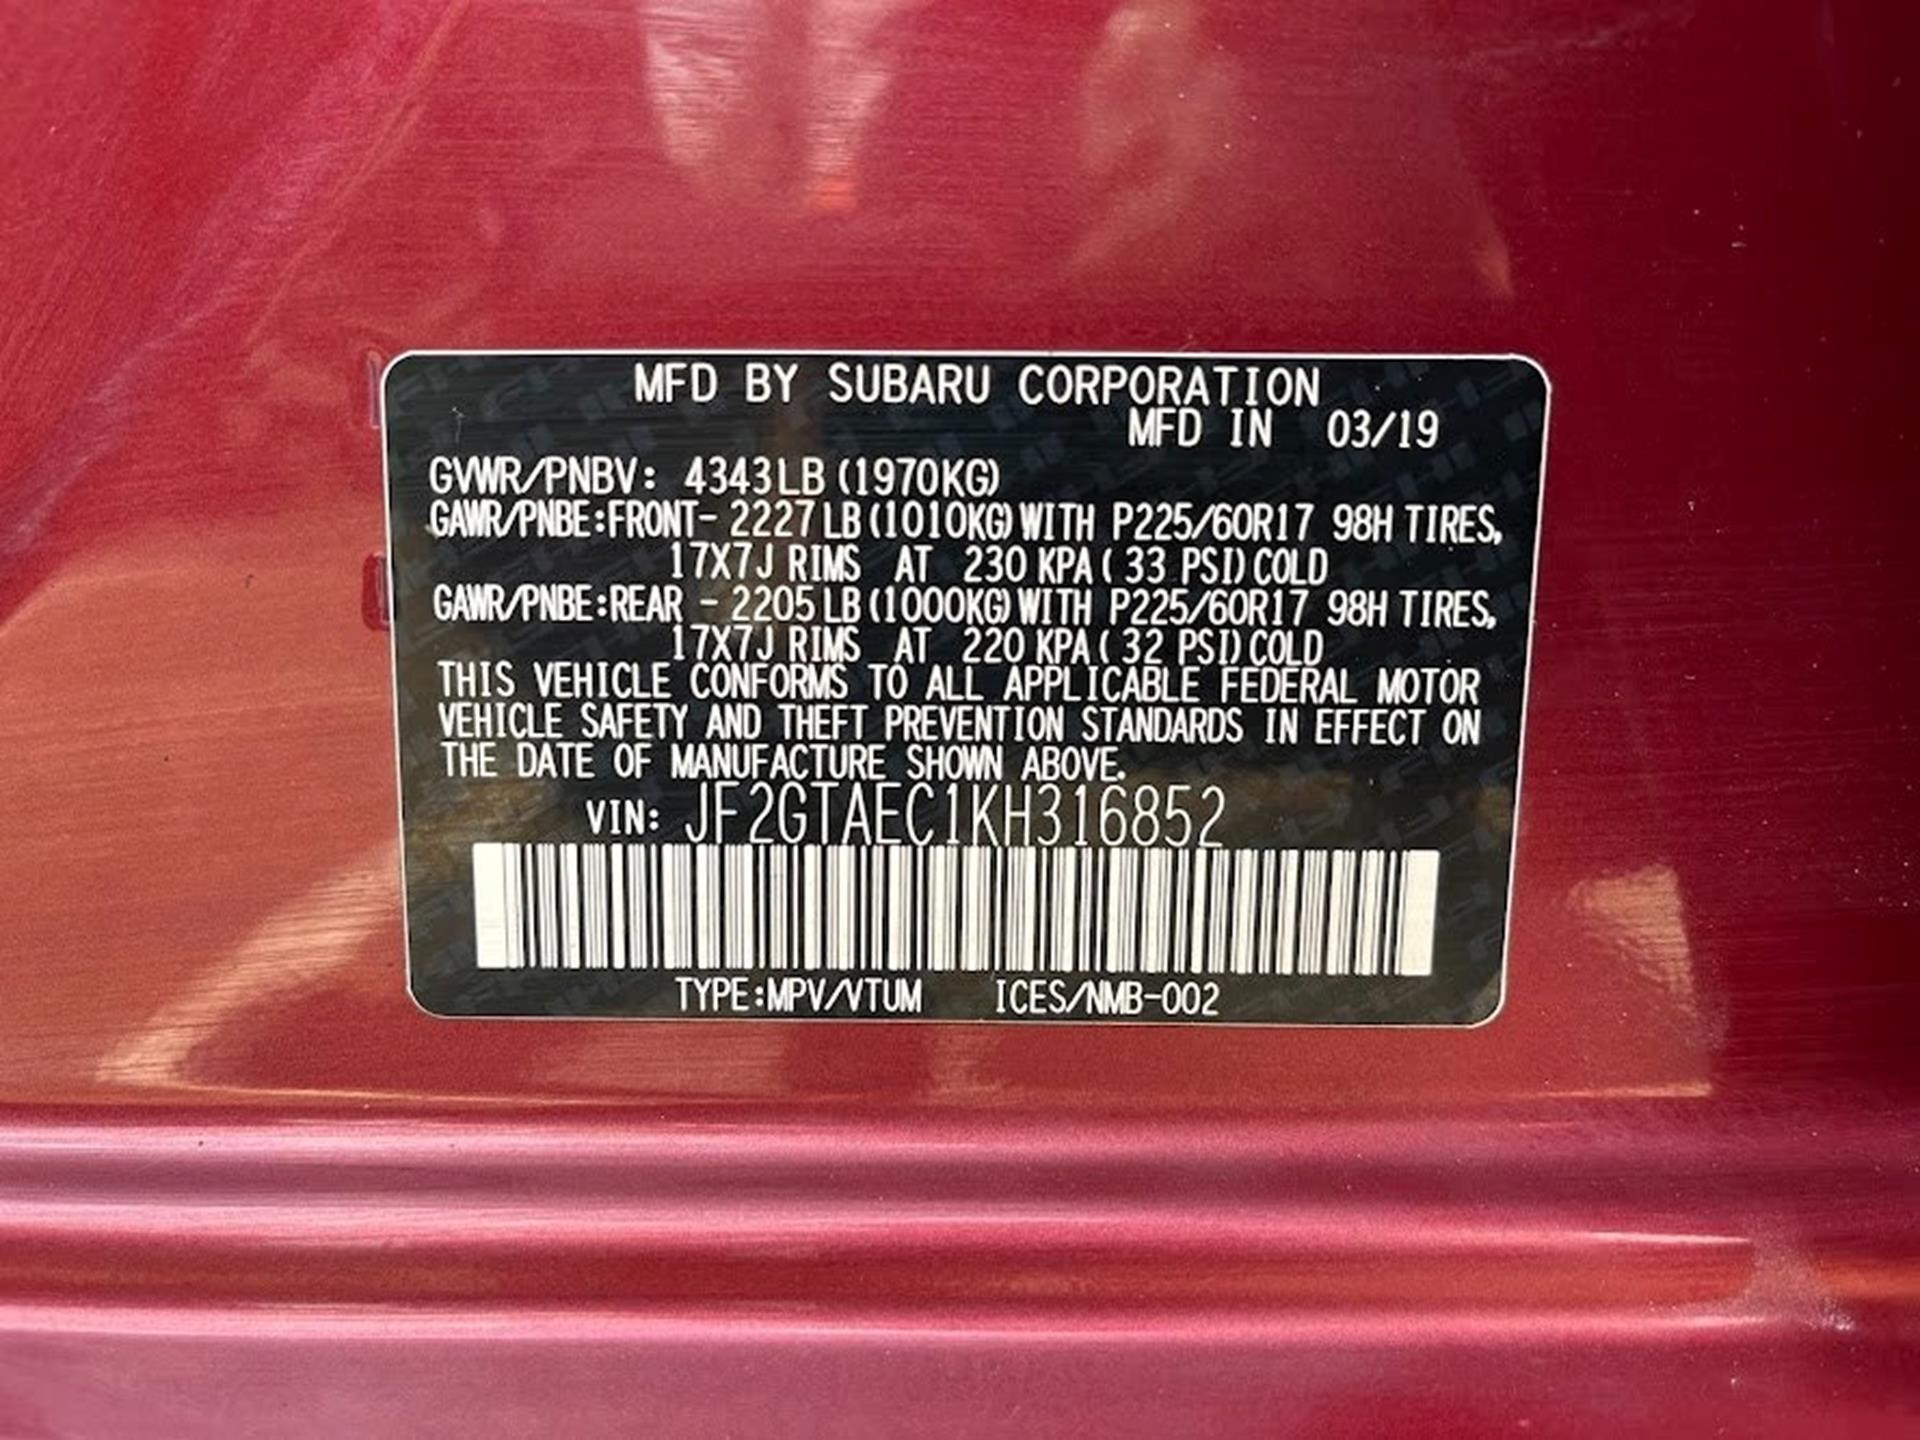 MFD BY SUBARU CORPORATION
MFD IN 03/19
GVWR/PNBV: 4343LB (1970KG)
GAWR/PNBE:FRONT- 2227LB (1010KG) WITH P225/60R17 98H TIRES,
17X7J RIMS AT 230 KPA ( 33 PSI) COLD
GAWR/PNBE:REAR - 2205LB (1000KG) WITH P225/60R17 98H TIRES,
17X7J RIMS AT 220 KPA ( 32 PSI) COLD
THIS VEHICLE CONFORMS TO ALL APPLICABLE FEDERAL MOTOR
VEHICLE SAFETY AND THEFT PREVENTION STANDARDS IN EFFECT ON
THE DATE OF MANUFACTURE SHOWN ABOVE.
VIN: JF2GTAEC1KH316852
TYPE:MPV/VTUM ICES/NMB-002